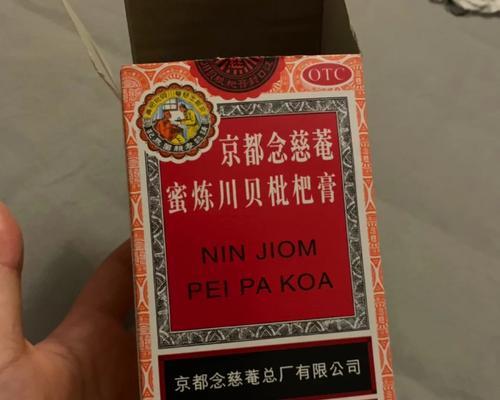 OTC
京都念慈菴
蜜炼川贝枇杷膏
NIN JIOM
PEI PA KOA
京都念慈菴总厂有限公司